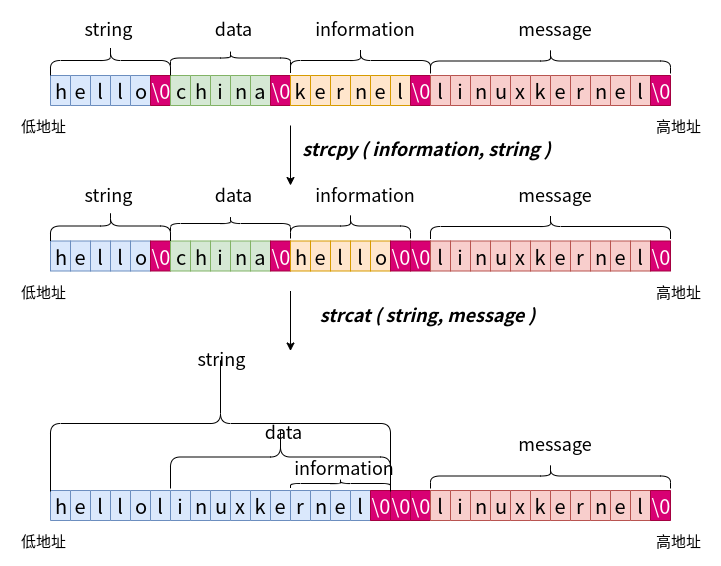 string data information message
h e l l o \0 c h i n a \0 k e r n e l \0 l i n u x k e r n e l \0
低地址 高地址
strcpy ( information, string )
string data information message
h e l l o \0 c h i n a \0 h e l l o \0 \0 l i n u x k e r n e l \0
低地址 高地址
strcat ( string, message )
string
data
message
information
h e l l o l i n u x k e r n e l \0 \0 \0 l i n u x k e r n e l \0
低地址 高地址